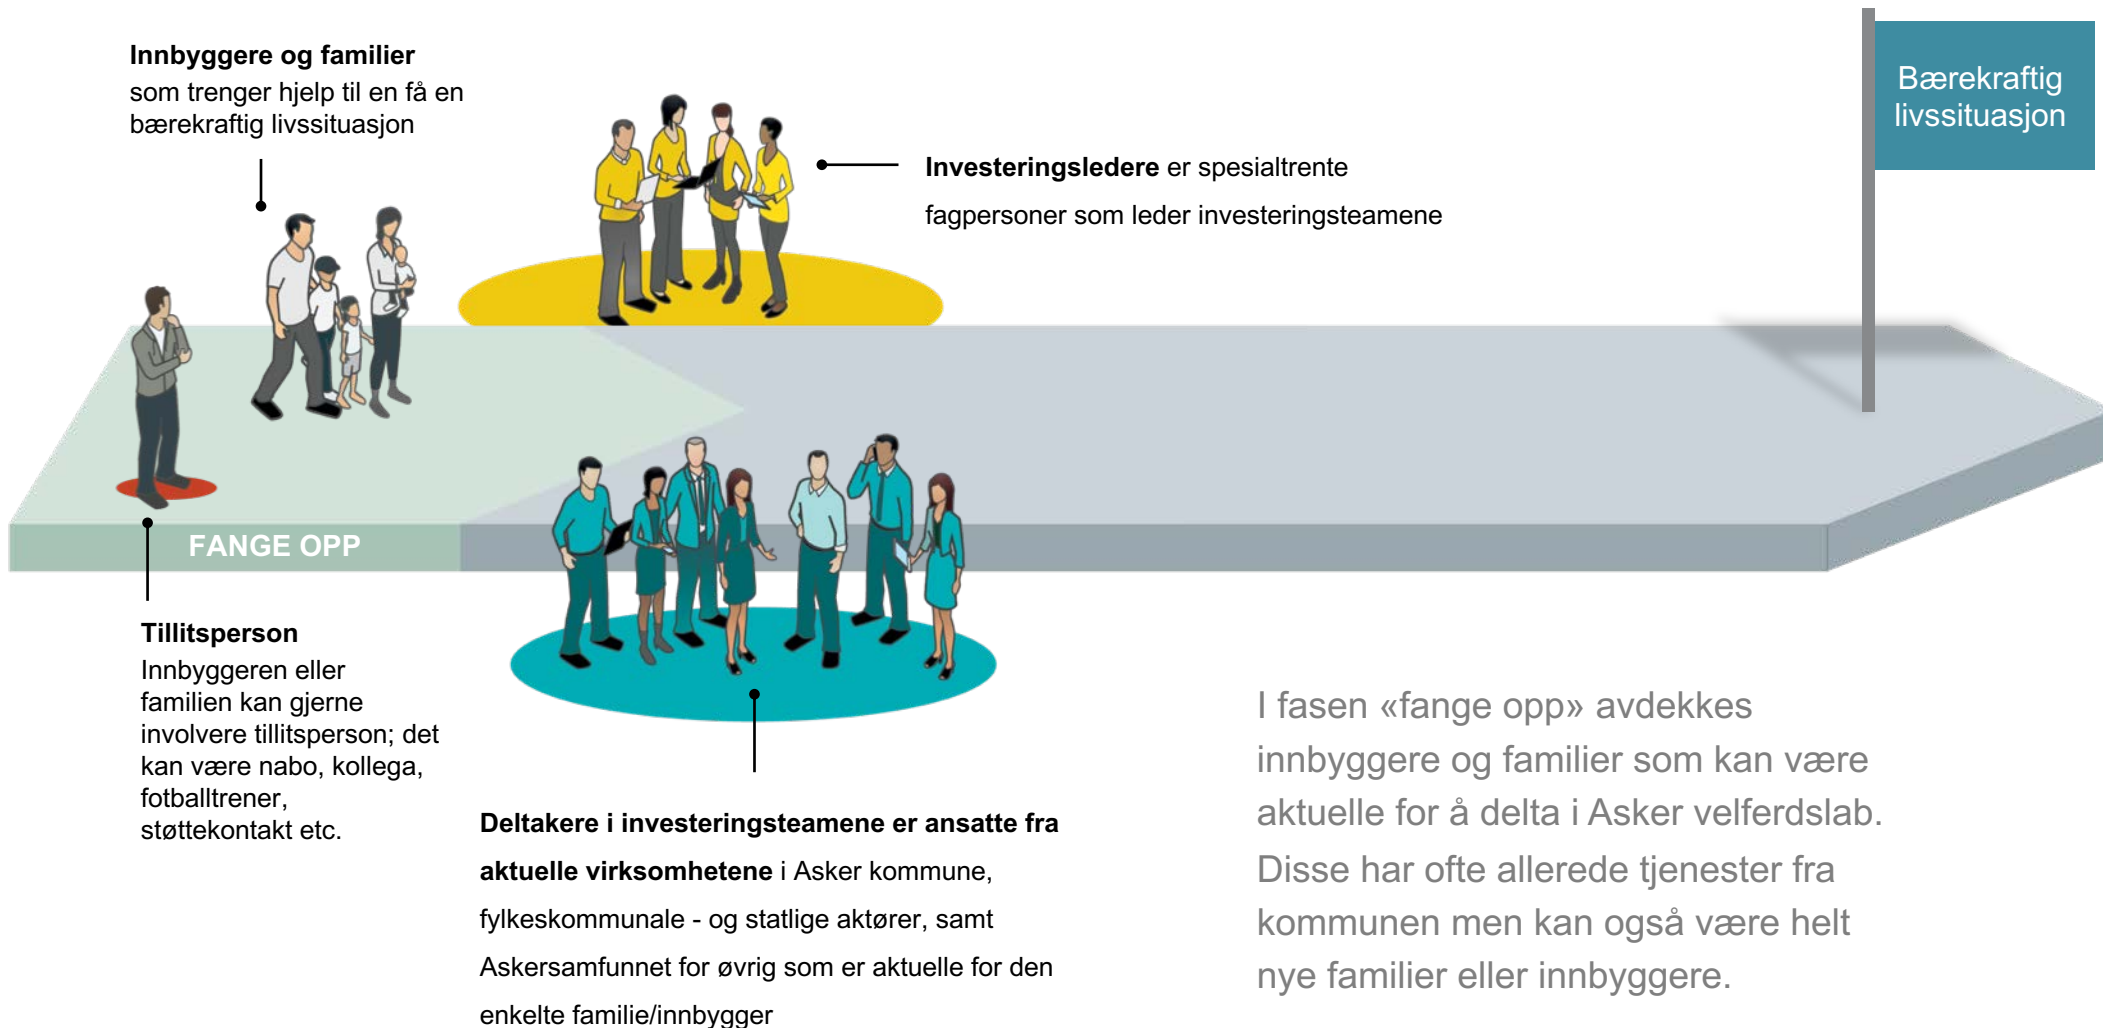 Innbyggere og familier
som trenger hjelp til en få en
bærekraftig livssituasjon
Investeringsledere er spesialtrente
fagpersoner som leder investeringsteamene
Bærekraftig
livssituasjon
FANGE OPP
Tillitsperson
Innbyggeren eller
familien kan gjerne
involvere tillitsperson; det
kan være nabo, kollega,
fotballtrener,
støttekontakt etc.
Deltakere i investeringsteamene er ansatte fra
aktuelle virksomhetene i Asker kommune,
fylkeskommunale - og statlige aktører, samt
Askersamfunnet for øvrig som er aktuelle for den
enkelte familie/innbygger
I fasen «fange opp» avdekkes
innbyggere og familier som kan være
aktuelle for å delta i Asker velferdslab.
Disse har ofte allerede tjenester fra
kommunen men kan også være helt
nye familier eller innbyggere.